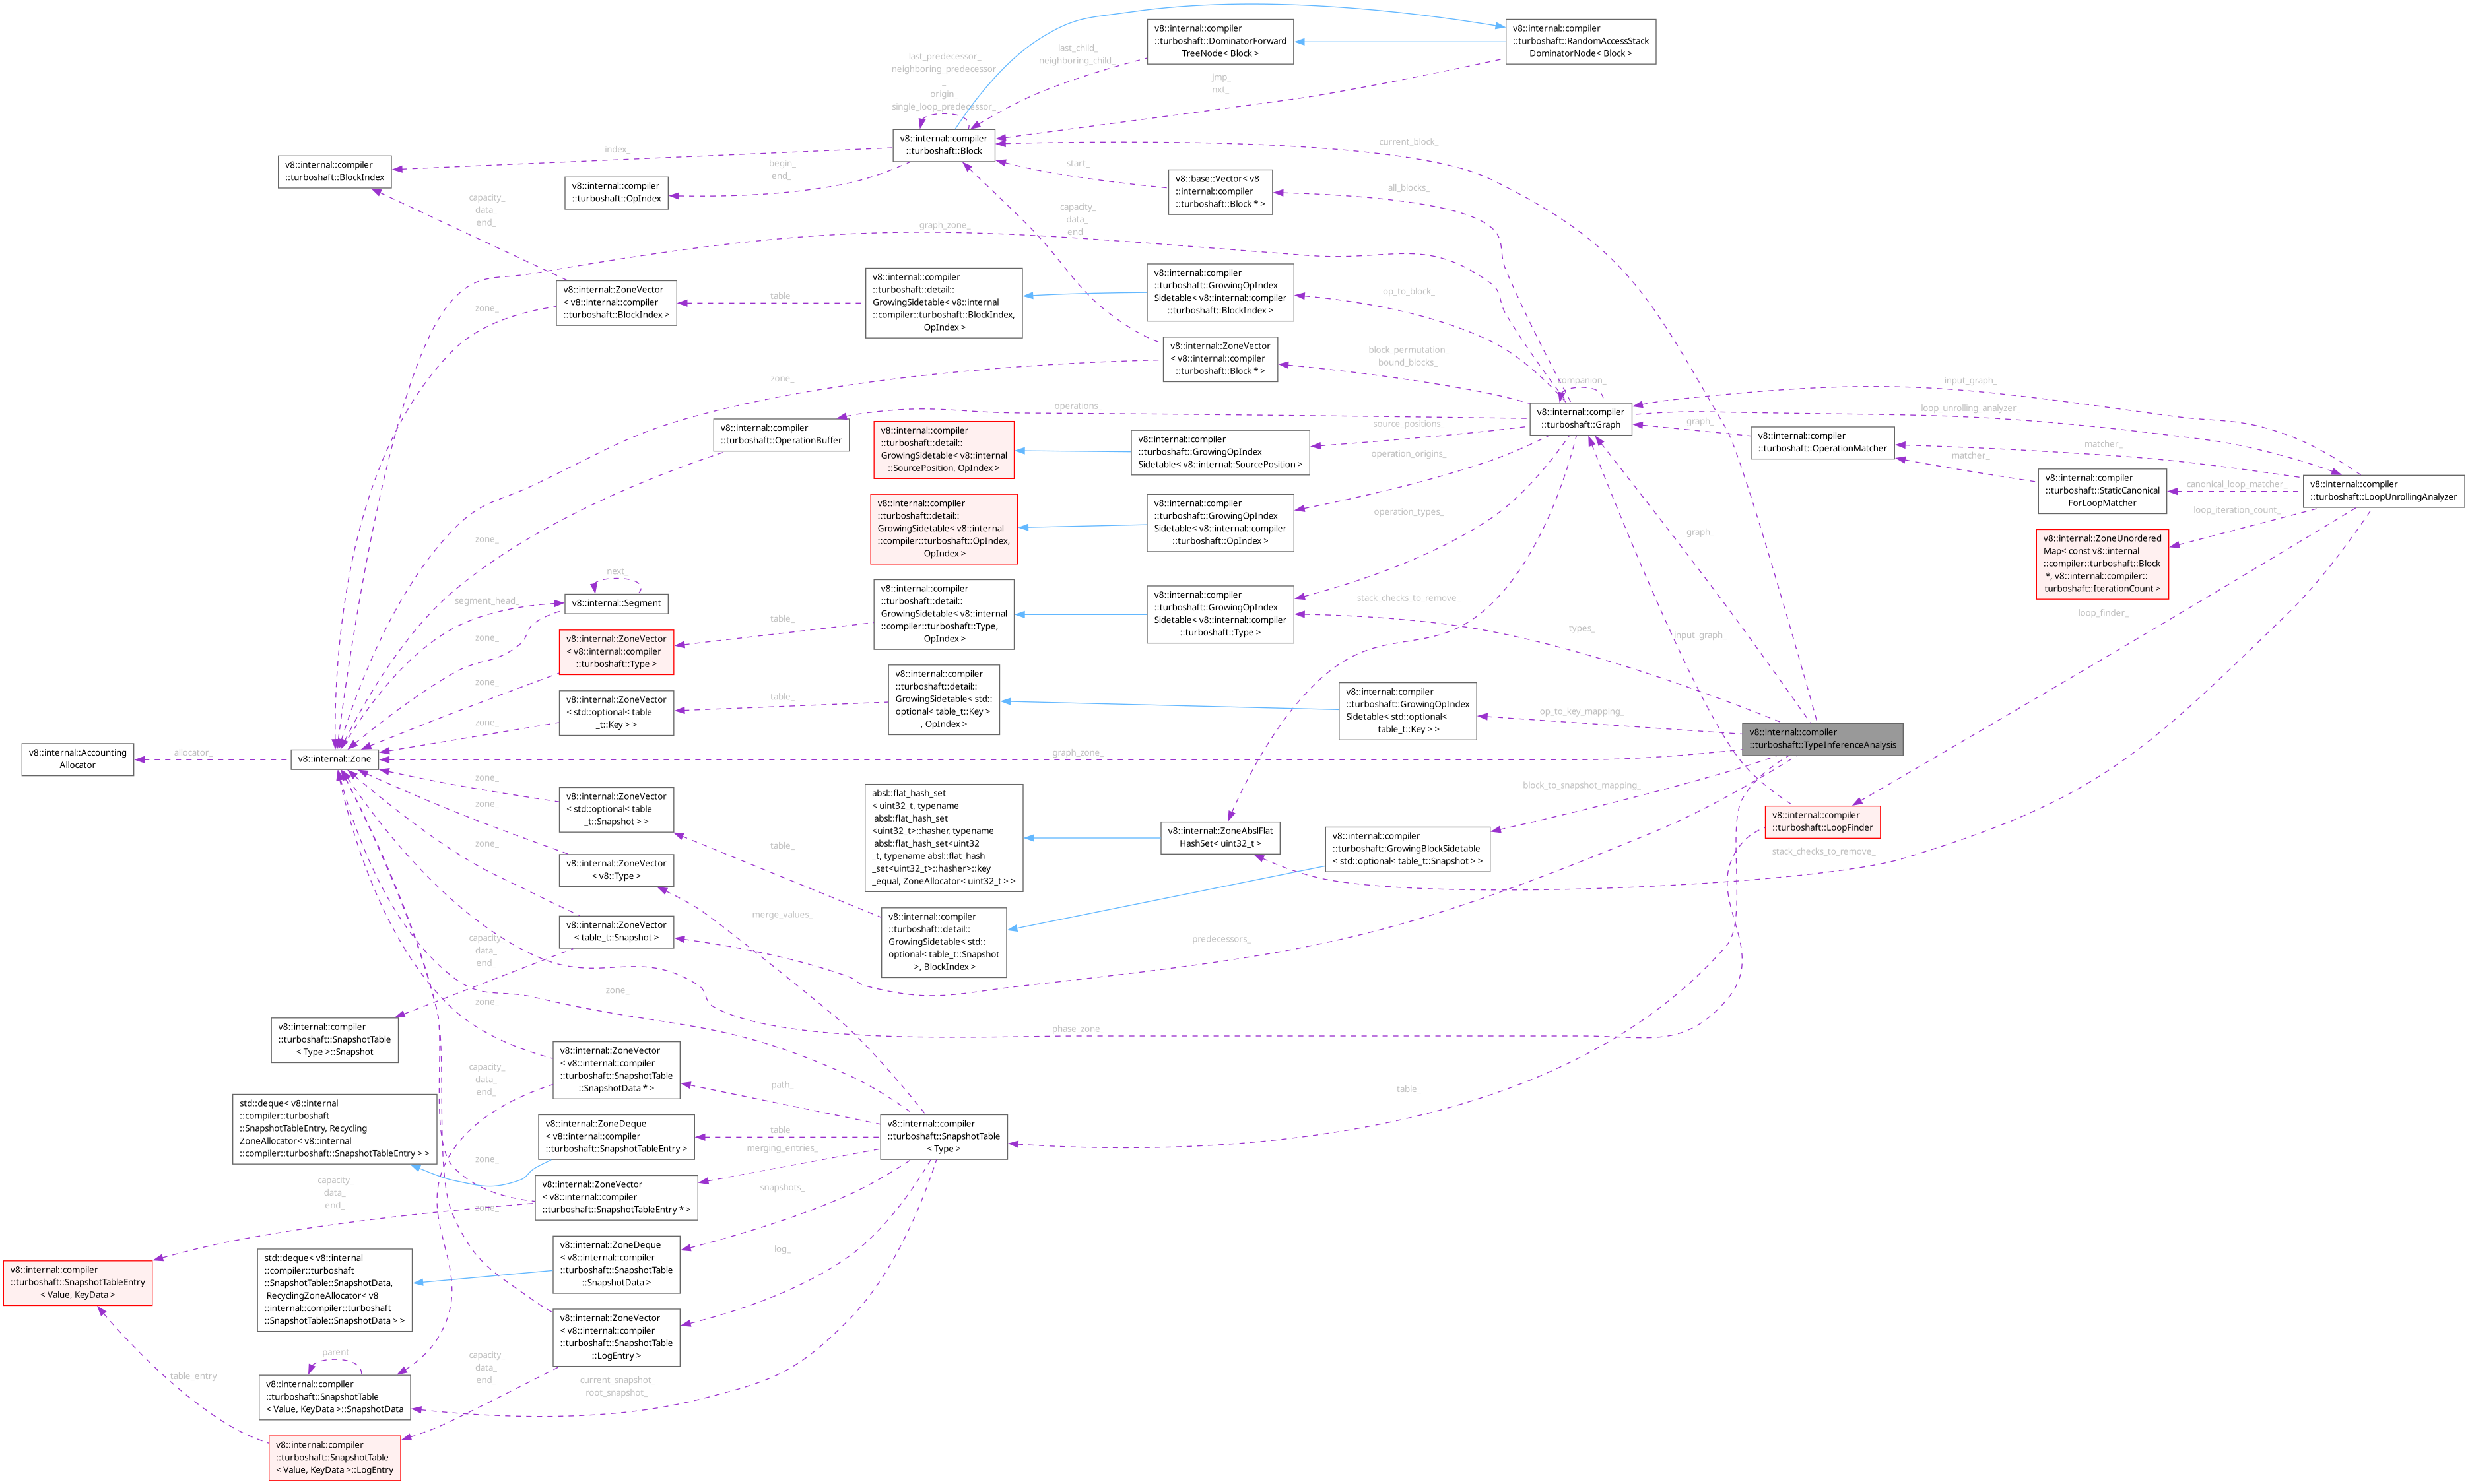 v8::internal::compiler
::turboshaft::DominatorForward
TreeNode< Block >
v8::internal::compiler
::turboshaft::RandomAccessStack
DominatorNode< Block >
last_predecessor_
neighboring_predecessor
_
origin_
single_loop_predecessor_
last_child_
neighboring_child_
jmp_
nxt_
v8::internal::compiler
::turboshaft::Block
current_block_
v8::internal::compiler
::turboshaft::BlockIndex
index_
begin_
end_
v8::internal::compiler
::turboshaft::OpIndex
start_
v8::base::Vector< v8
::internal::compiler
::turboshaft::Block * >
all_blocks_
capacity_
data_
end_
capacity_
data_
end_
graph_zone_
v8::internal::ZoneVector
< v8::internal::compiler
::turboshaft::BlockIndex >
zone_
table_
v8::internal::compiler
::turboshaft::detail::
GrowingSidetable< v8::internal
::compiler::turboshaft::BlockIndex,
OpIndex >
v8::internal::compiler
::turboshaft::GrowingOpIndex
Sidetable< v8::internal::compiler
::turboshaft::BlockIndex >
op_to_block_
v8::internal::ZoneVector
< v8::internal::compiler
::turboshaft::Block * >
zone_
block_permutation_
bound_blocks_
companion_
v8::internal::compiler
::turboshaft::Graph
input_graph_
loop_unrolling_analyzer_
graph_
v8::internal::compiler
::turboshaft::OperationMatcher
matcher_
matcher_
v8::internal::compiler
::turboshaft::StaticCanonical
ForLoopMatcher
canonical_loop_matcher_
v8::internal::compiler
::turboshaft::LoopUnrollingAnalyzer
loop_iteration_count_
v8::internal::ZoneUnordered
Map< const v8::internal
::compiler::turboshaft::Block
*, v8::internal::compiler::
turboshaft::IterationCount >
loop_finder_
operations_
v8::internal::compiler
::turboshaft::OperationBuffer
zone_
v8::internal::compiler
::turboshaft::detail::
GrowingSidetable< v8::internal
::SourcePosition, OpIndex >
v8::internal::compiler
::turboshaft::GrowingOpIndex
Sidetable< v8::internal::SourcePosition >
source_positions_
operation_origins_
v8::internal::compiler
::turboshaft::detail::
GrowingSidetable< v8::internal
::compiler::turboshaft::OpIndex,
OpIndex >
v8::internal::compiler
::turboshaft::GrowingOpIndex
Sidetable< v8::internal::compiler
::turboshaft::OpIndex >
operation_types_
graph_
next_
v8::internal::Segment
segment_head_
zone_
v8::internal::ZoneVector
< v8::internal::compiler
::turboshaft::Type >
zone_
table_
v8::internal::compiler
::turboshaft::detail::
GrowingSidetable< v8::internal
::compiler::turboshaft::Type,
OpIndex >
v8::internal::compiler
::turboshaft::GrowingOpIndex
Sidetable< v8::internal::compiler
::turboshaft::Type >
stack_checks_to_remove_
types_
input_graph_
v8::internal::ZoneVector
< std::optional< table
_t::Key > >
zone_
table_
v8::internal::compiler
::turboshaft::detail::
GrowingSidetable< std::
optional< table_t::Key >
, OpIndex >
v8::internal::compiler
::turboshaft::GrowingOpIndex
Sidetable< std::optional<
table_t::Key > >
op_to_key_mapping_
v8::internal::compiler
::turboshaft::TypeInferenceAnalysis
v8::internal::Accounting
Allocator
allocator_
v8::internal::Zone
graph_zone_
block_to_snapshot_mapping_
v8::internal::compiler
::turboshaft::LoopFinder
stack_checks_to_remove_
zone_
v8::internal::ZoneVector
< std::optional< table
_t::Snapshot > >
zone_
v8::internal::ZoneVector
< v8::Type >
zone_
v8::internal::ZoneVector
< table_t::Snapshot >
table_
absl::flat_hash_set
< uint32_t, typename
absl::flat_hash_set
<uint32_t>::hasher, typename
absl::flat_hash_set<uint32
_t, typename absl::flat_hash
_set<uint32_t>::hasher>::key
_equal, ZoneAllocator< uint32_t > >
v8::internal::ZoneAbslFlat
HashSet< uint32_t >
v8::internal::compiler
::turboshaft::GrowingBlockSidetable
< std::optional< table_t::Snapshot > >
merge_values_
v8::internal::compiler
::turboshaft::detail::
GrowingSidetable< std::
optional< table_t::Snapshot
>, BlockIndex >
predecessors_
capacity_
data_
end_
zone_
zone_
phase_zone_
v8::internal::compiler
::turboshaft::SnapshotTable
< Type >::Snapshot
v8::internal::ZoneVector
< v8::internal::compiler
::turboshaft::SnapshotTable
::SnapshotData * >
capacity_
data_
end_
path_
table_
std::deque< v8::internal
::compiler::turboshaft
::SnapshotTableEntry, Recycling
ZoneAllocator< v8::internal
::compiler::turboshaft::SnapshotTableEntry > >
v8::internal::ZoneDeque
< v8::internal::compiler
::turboshaft::SnapshotTableEntry >
table_
merging_entries_
v8::internal::compiler
::turboshaft::SnapshotTable
< Type >
zone_
capacity_
data_
end_
zone_
v8::internal::ZoneVector
< v8::internal::compiler
::turboshaft::SnapshotTableEntry * >
snapshots_
v8::internal::ZoneDeque
< v8::internal::compiler
::turboshaft::SnapshotTable
::SnapshotData >
log_
v8::internal::compiler
::turboshaft::SnapshotTableEntry
< Value, KeyData >
std::deque< v8::internal
::compiler::turboshaft
::SnapshotTable::SnapshotData,
RecyclingZoneAllocator< v8
::internal::compiler::turboshaft
::SnapshotTable::SnapshotData > >
v8::internal::ZoneVector
< v8::internal::compiler
::turboshaft::SnapshotTable
::LogEntry >
table_entry
parent
v8::internal::compiler
::turboshaft::SnapshotTable
< Value, KeyData >::SnapshotData
capacity_
data_
end_
current_snapshot_
root_snapshot_
v8::internal::compiler
::turboshaft::SnapshotTable
< Value, KeyData >::LogEntry